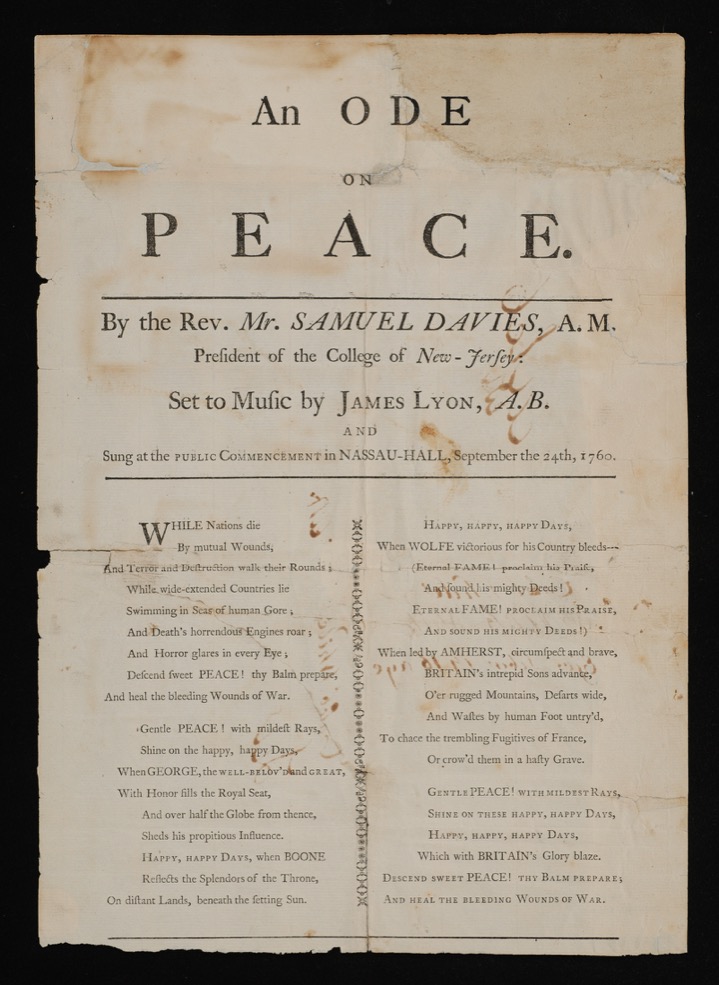 An ODE
ON
PEACE.
By the Rev. Mr. SAMUEL DAVIES, A. M.
Preſident of the College of New-Jerſey:
Set to Muſic by JAMES LYON, A. B.
AND
Sung at the PUBLIC COMMENCEMENT in NASSAU-HALL, September the 24th, 1760.
WHILE Nations die
By mutual Wounds,
And Terror and Deſtruction walk their Rounds;
While wide-extended Countries lie
Swimming in Seas of human Gore;
And Death's horrendous Engines roar;
And Horror glares in every Eye;
Deſcend ſweet PEACE! thy Balm prepare,
And heal the bleeding Wounds of War.
Gentle PEACE! with mildeſt Rays,
Shine on the happy, happy Days,
When GEORGE, the WELL-BELOV'D and GREAT,
With Honor fills the Royal Seat,
And over half the Globe from thence,
Sheds his propitious Influence.
HAPPY, HAPPY DAYS, when BOONE
Reflects the Splendors of the Throne,
On diſtant Lands, beneath the ſetting Sun.
HAPPY, HAPPY, HAPPY DAYS,
When WOLFE victorious for his Country bleeds—
(Eternal FAME! proclaim his Praiſe,
And ſound his mighty Deeds!
ETERNAL FAME! PROCLAIM HIS PRAISE,
AND SOUND HIS MIGHTY DEEDS!)
When led by AMHERST, circumſpect and brave,
BRITAIN's intrepid Sons advance,
O'er rugged Mountains, Deſarts wide,
And Waſtes by human Foot untry'd,
To chace the trembling Fugitives of France,
Or crow'd them in a haſty Grave.
GENTLE PEACE! WITH MILDEST RAYS,
SHINE ON THESE HAPPY, HAPPY DAYS,
HAPPY, HAPPY, HAPPY DAYS,
Which with BRITAIN's Glory blaze.
DESCEND SWEET PEACE! THY BALM PREPARE;
AND HEAL THE BLEEDING WOUNDS OF WAR.